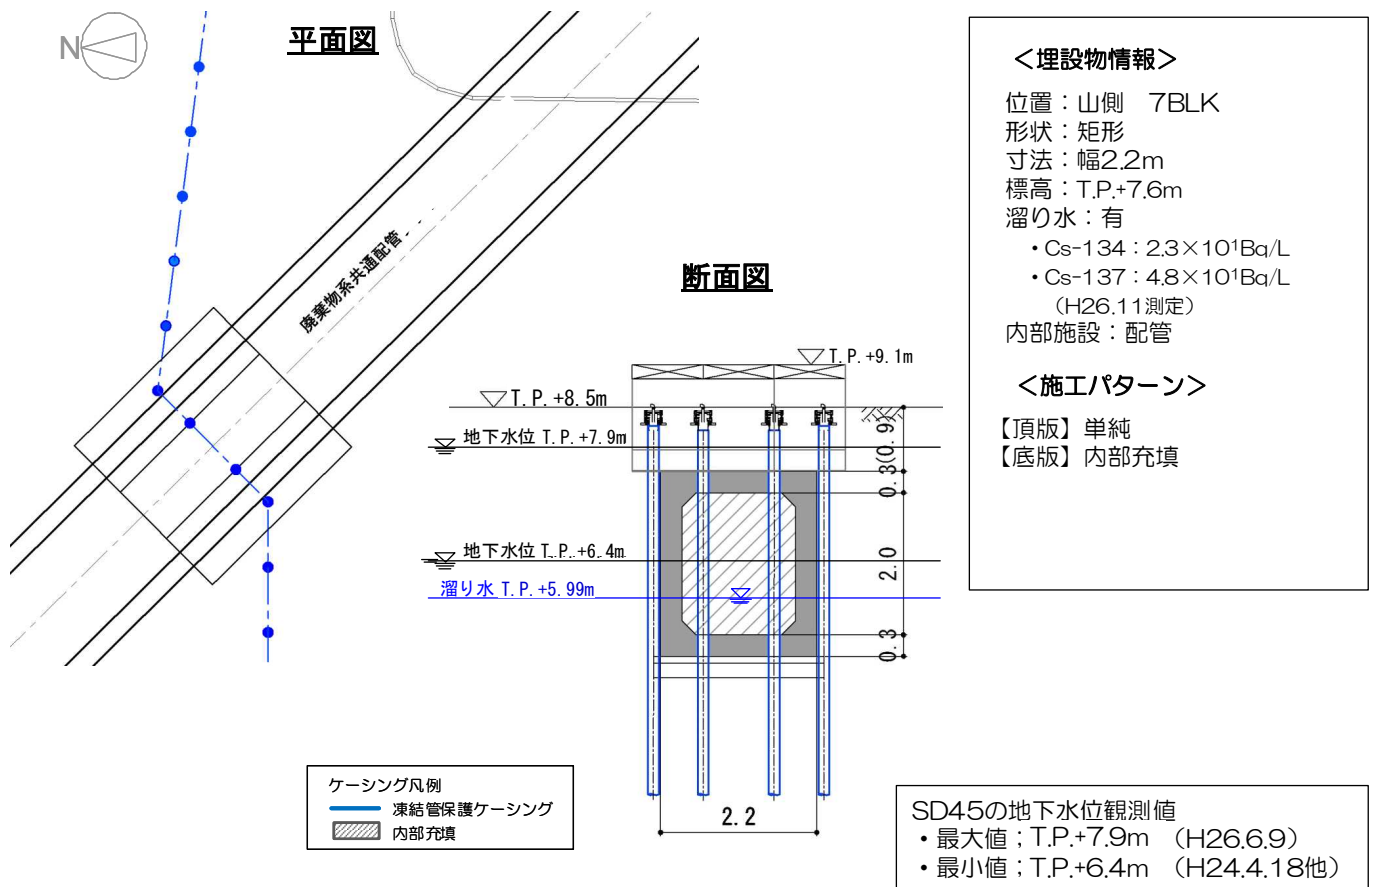 N
平面図
廃棄物系共通配管
断面図
T.P.+9.1m
T.P.+8.5m
地下水位 T.P.+7.9m
地下水位 T.P.+6.4m
溜り水 T.P.+5.99m
0.3(0.9)
2.0
0.3
2.2
ケーシング凡例
凍結管保護ケーシング
内部充填
＜埋設物情報＞
位置：山側　7BLK
形状：矩形
寸法：幅2.2m
標高：T.P.+7.6m
溜り水：有
・Cs-134：2.3×10¹Bq/L
・Cs-137：4.8×10¹Bq/L
（H26.11測定）
内部施設：配管
＜施工パターン＞
【頂版】単純
【底版】内部充填
SD45の地下水位観測値
・最大値；T.P.+7.9m　（H26.6.9）
・最小値；T.P.+6.4m　（H24.4.18他）